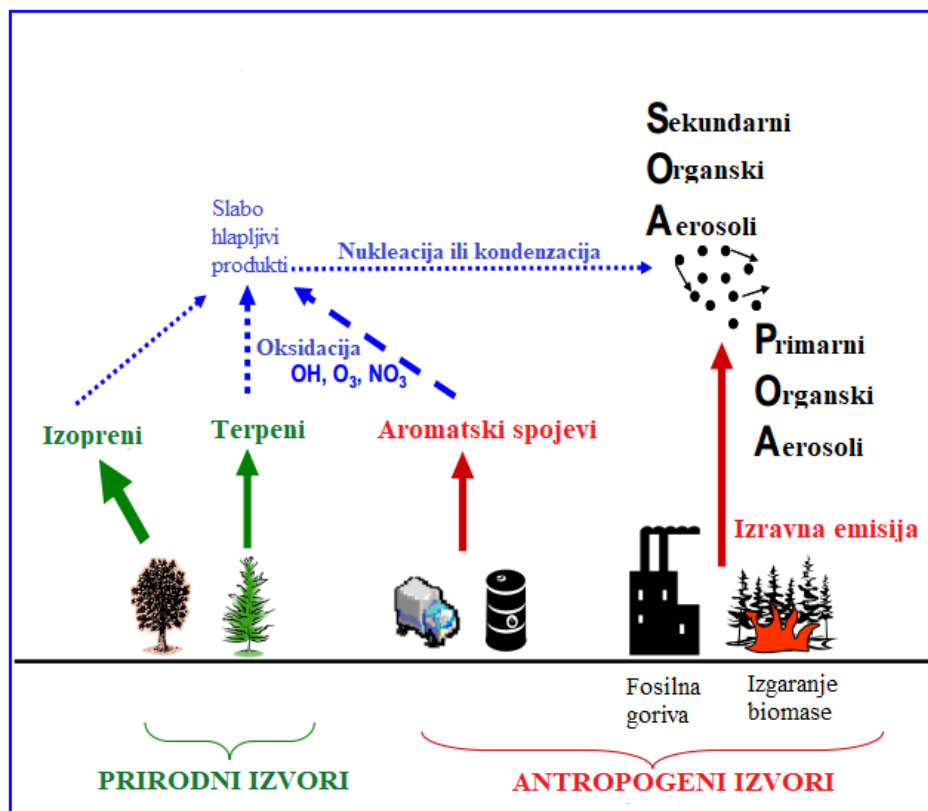 Sekundarni
Organski
Aerosoli
Slabo
hlapljivi
produkti
Nukleacija ili kondenzacija
Oksidacija
OH, O₃, NO₃
Primarni
Organski
Aerosoli
Izopreni
Terpeni
Aromatski spojevi
Izravna emisija
Fosilna
goriva
Izgaranje
biomase
PRIRODNI IZVORI
ANTROPOGENI IZVORI